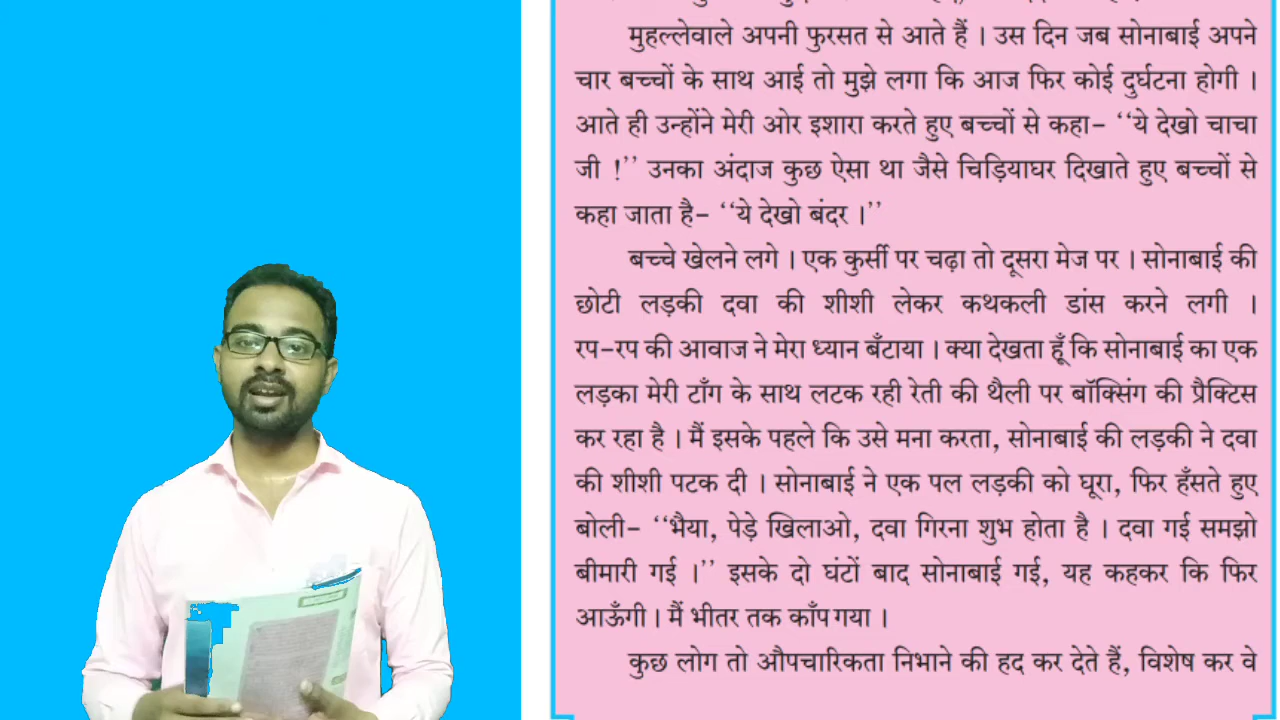 मुहल्लेवाले अपनी फुरसत से आते हैं । उस दिन जब सोनाबाई अपने
चार बच्चों के साथ आई तो मुझे लगा कि आज फिर कोई दुर्घटना होगी ।
आते ही उन्होंने मेरी ओर इशारा करते हुए बच्चों से कहा- ‘‘ये देखो चाचा
जी !’’ उनका अंदाज कुछ ऐसा था जैसे चिड़ियाघर दिखाते हुए बच्चों से
कहा जाता है- ‘‘ये देखो बंदर ।’’
बच्चे खेलने लगे । एक कुर्सी पर चढ़ा तो दूसरा मेज पर । सोनाबाई की
छोटी लड़की दवा की शीशी लेकर कथकली डांस करने लगी ।
रप-रप की आवाज ने मेरा ध्यान बँटाया । क्या देखता हूँ कि सोनाबाई का एक
लड़का मेरी टाँग के साथ लटक रही रेती की थैली पर बॉक्सिंग की प्रैक्टिस
कर रहा है । मैं इसके पहले कि उसे मना करता, सोनाबाई की लड़की ने दवा
की शीशी पटक दी । सोनाबाई ने एक पल लड़की को घूरा, फिर हँसते हुए
बोली- ‘‘भैया, पेड़े खिलाओ, दवा गिरना शुभ होता है । दवा गई समझो
बीमारी गई ।’’ इसके दो घंटों बाद सोनाबाई गई, यह कहकर कि फिर
आऊँगी । मैं भीतर तक काँप गया ।
कुछ लोग तो औपचारिकता निभाने की हद कर देते हैं, विशेष कर वे